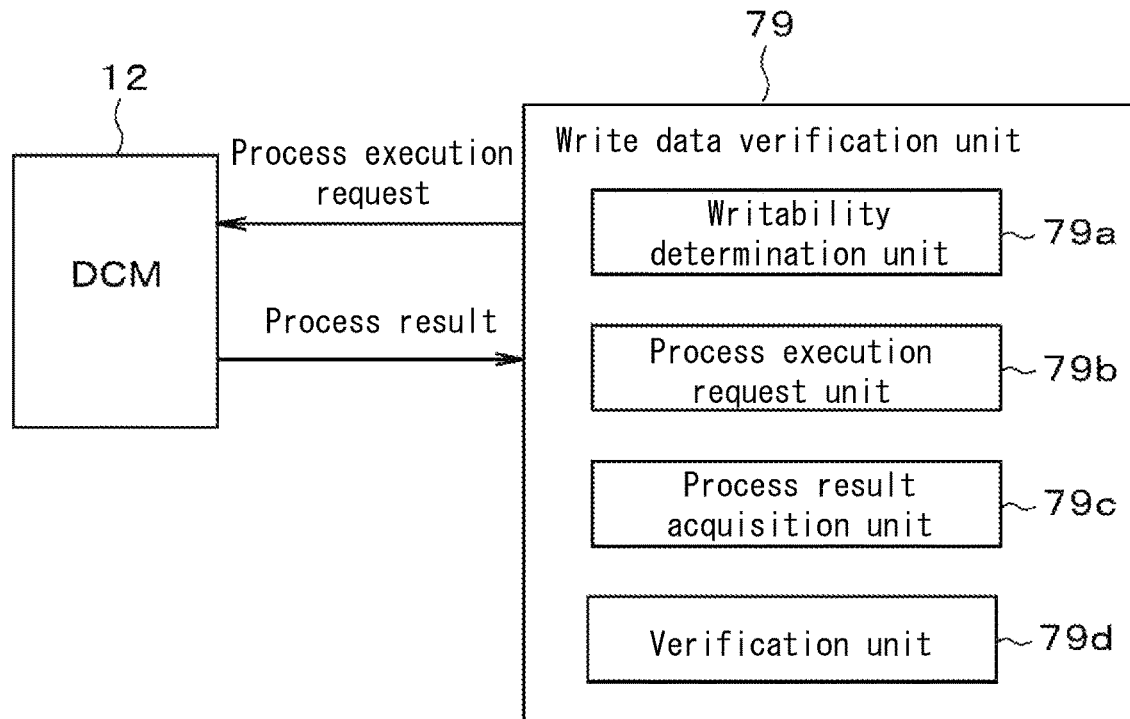 79
12
Write data verification unit
Process execution
request
Writability
determination unit
79a
DCM
Process result
Process execution
request unit
79b
Process result
acquisition unit
79c
Verification unit
79d